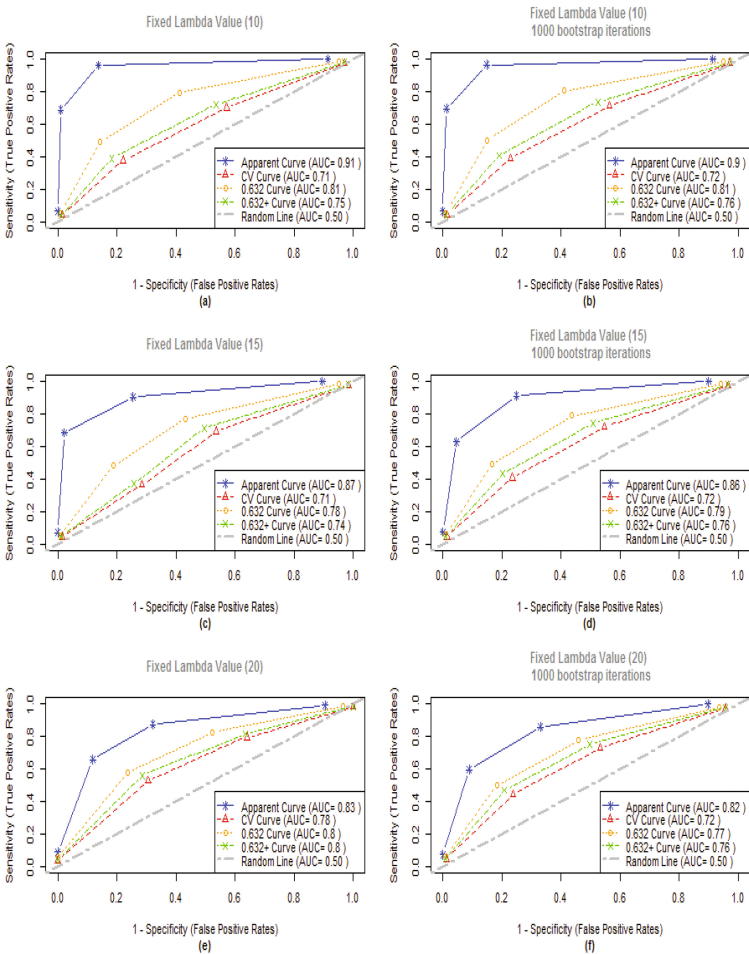 Fixed Lambda Value (10)
Sensitivity (True Positive Rates)
0.0 0.2 0.4 0.6 0.8 1.0
Apparent Curve (AUC= 0.91 )
CV Curve (AUC= 0.71 )
0.632 Curve (AUC= 0.81 )
0.632+ Curve (AUC= 0.75 )
Random Line (AUC= 0.50 )
0.0 0.2 0.4 0.6 0.8 1.0
1 - Specificity (False Positive Rates)
(a)
Fixed Lambda Value (10)
1000 bootstrap iterations
Sensitivity (True Positive Rates)
0.0 0.2 0.4 0.6 0.8 1.0
Apparent Curve (AUC= 0.9 )
CV Curve (AUC= 0.72 )
0.632 Curve (AUC= 0.81 )
0.632+ Curve (AUC= 0.76 )
Random Line (AUC= 0.50 )
0.0 0.2 0.4 0.6 0.8 1.0
1 - Specificity (False Positive Rates)
(b)
Fixed Lambda Value (15)
Sensitivity (True Positive Rates)
0.0 0.2 0.4 0.6 0.8 1.0
Apparent Curve (AUC= 0.87 )
CV Curve (AUC= 0.71 )
0.632 Curve (AUC= 0.78 )
0.632+ Curve (AUC= 0.74 )
Random Line (AUC= 0.50 )
0.0 0.2 0.4 0.6 0.8 1.0
1 - Specificity (False Positive Rates)
(c)
Fixed Lambda Value (15)
1000 bootstrap iterations
Sensitivity (True Positive Rates)
0.0 0.2 0.4 0.6 0.8 1.0
Apparent Curve (AUC= 0.86 )
CV Curve (AUC= 0.72 )
0.632 Curve (AUC= 0.79 )
0.632+ Curve (AUC= 0.76 )
Random Line (AUC= 0.50 )
0.0 0.2 0.4 0.6 0.8 1.0
1 - Specificity (False Positive Rates)
(d)
Fixed Lambda Value (20)
Sensitivity (True Positive Rates)
0.0 0.2 0.4 0.6 0.8 1.0
Apparent Curve (AUC= 0.83 )
CV Curve (AUC= 0.78 )
0.632 Curve (AUC= 0.8 )
0.632+ Curve (AUC= 0.8 )
Random Line (AUC= 0.50 )
0.0 0.2 0.4 0.6 0.8 1.0
1 - Specificity (False Positive Rates)
(e)
Fixed Lambda Value (20)
1000 bootstrap iterations
Sensitivity (True Positive Rates)
0.0 0.2 0.4 0.6 0.8 1.0
Apparent Curve (AUC= 0.82 )
CV Curve (AUC= 0.72 )
0.632 Curve (AUC= 0.77 )
0.632+ Curve (AUC= 0.76 )
Random Line (AUC= 0.50 )
0.0 0.2 0.4 0.6 0.8 1.0
1 - Specificity (False Positive Rates)
(f)